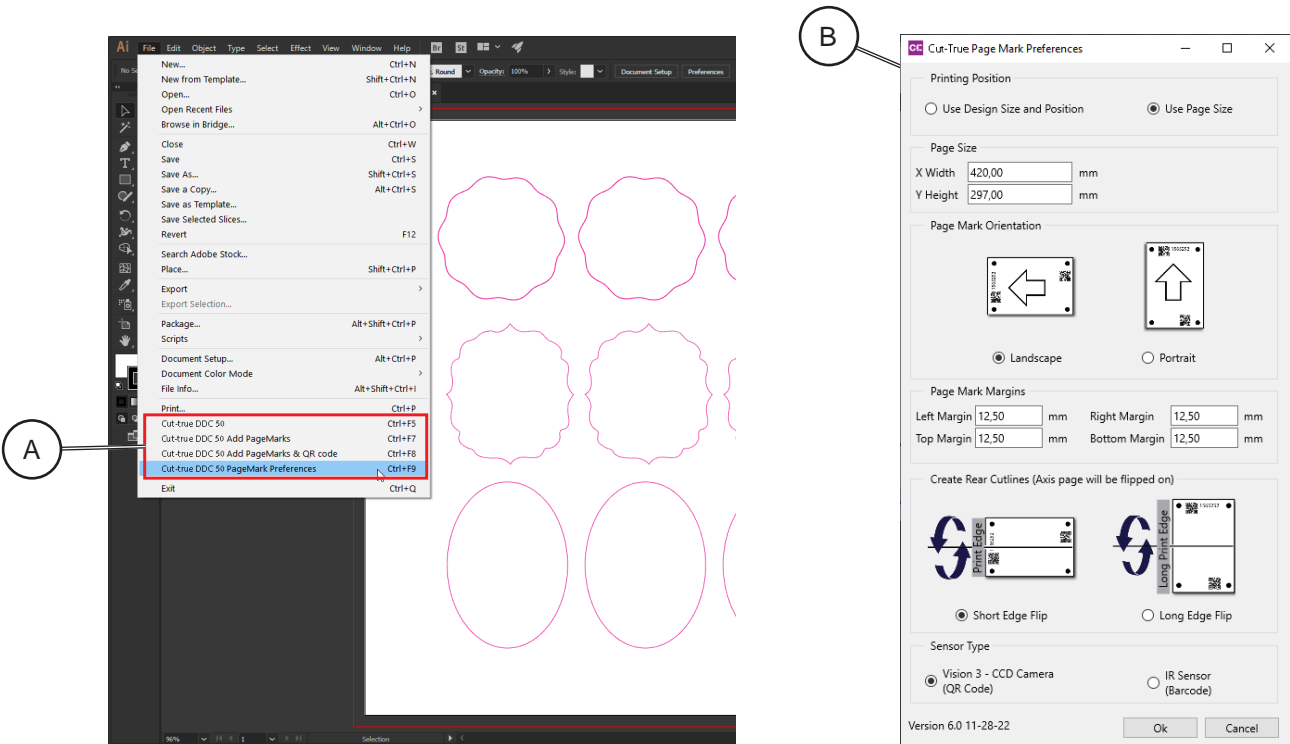 B
A
Ai File Edit Object Type Select Effect View Window Help Br St
Round Opacity: 100% Style: Document Setup Preferences
New... Ctrl+N
New from Template... Shift+Ctrl+N
Open... Ctrl+O
Open Recent Files
Browse in Bridge... Alt+Ctrl+O
Close Ctrl+W
Save Ctrl+S
Save As... Shift+Ctrl+S
Save a Copy... Alt+Ctrl+S
Save as Template...
Save Selected Slices...
Revert F12
Search Adobe Stock...
Place... Shift+Ctrl+P
Export
Export Selection...
Package... Alt+Shift+Ctrl+P
Scripts
Document Setup... Alt+Ctrl+P
Document Color Mode
File Info... Alt+Shift+Ctrl+I
Print... Ctrl+P
Cut-true DDC 50 Ctrl+F5
Cut-true DDC 50 Add PageMarks Ctrl+F7
Cut-true DDC 50 Add PageMarks & QR code Ctrl+F8
Cut-true DDC 50 PageMark Preferences Ctrl+F9
Exit Ctrl+Q
96% 1 Selection
Cut-True Page Mark Preferences
Printing Position
Use Design Size and Position Use Page Size
Page Size
X Width 420,00 mm
Y Height 297,00 mm
Page Mark Orientation
Landscape Portrait
Page Mark Margins
Left Margin 12,50 mm Right Margin 12,50 mm
Top Margin 12,50 mm Bottom Margin 12,50 mm
Create Rear Cutlines (Axis page will be flipped on)
Print Edge Long Print Edge
Short Edge Flip Long Edge Flip
Sensor Type
Vision 3 - CCD Camera IR Sensor
(QR Code) (Barcode)
Version 6.0 11-28-22 Ok Cancel